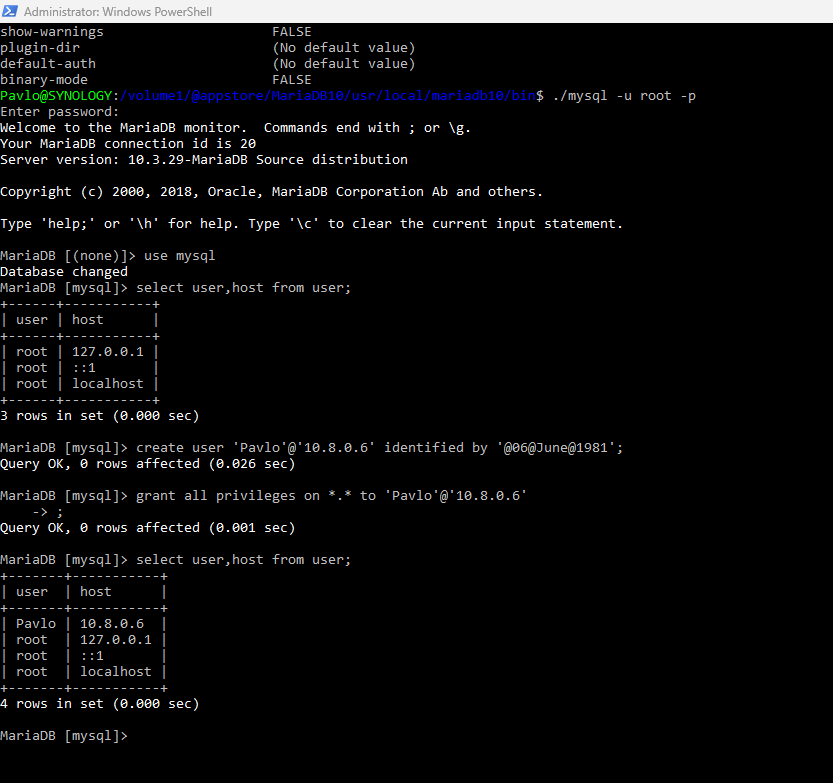 Administrator: Windows PowerShell
show-warnings                     FALSE
plugin-dir                        (No default value)
default-auth                      (No default value)
binary-mode                       FALSE
Pavlo@SYNOLOGY:/volume1/@appstore/MariaDB10/usr/local/mariadb10/bin$ ./mysql -u root -p
Enter password:
Welcome to the MariaDB monitor.  Commands end with ; or \g.
Your MariaDB connection id is 20
Server version: 10.3.29-MariaDB Source distribution

Copyright (c) 2000, 2018, Oracle, MariaDB Corporation Ab and others.

Type 'help;' or '\h' for help. Type '\c' to clear the current input statement.

MariaDB [(none)]> use mysql
Database changed
MariaDB [mysql]> select user,host from user;
+------+-----------+
| user | host      |
+------+-----------+
| root | 127.0.0.1 |
| root | ::1       |
| root | localhost |
+------+-----------+
3 rows in set (0.000 sec)

MariaDB [mysql]> create user 'Pavlo'@'10.8.0.6' identified by '@06@June@1981';
Query OK, 0 rows affected (0.026 sec)

MariaDB [mysql]> grant all privileges on *.* to 'Pavlo'@'10.8.0.6'
    -> ;
Query OK, 0 rows affected (0.001 sec)

MariaDB [mysql]> select user,host from user;
+-------+-----------+
| user  | host      |
+-------+-----------+
| Pavlo | 10.8.0.6  |
| root  | 127.0.0.1 |
| root  | ::1       |
| root  | localhost |
+-------+-----------+
4 rows in set (0.000 sec)

MariaDB [mysql]>